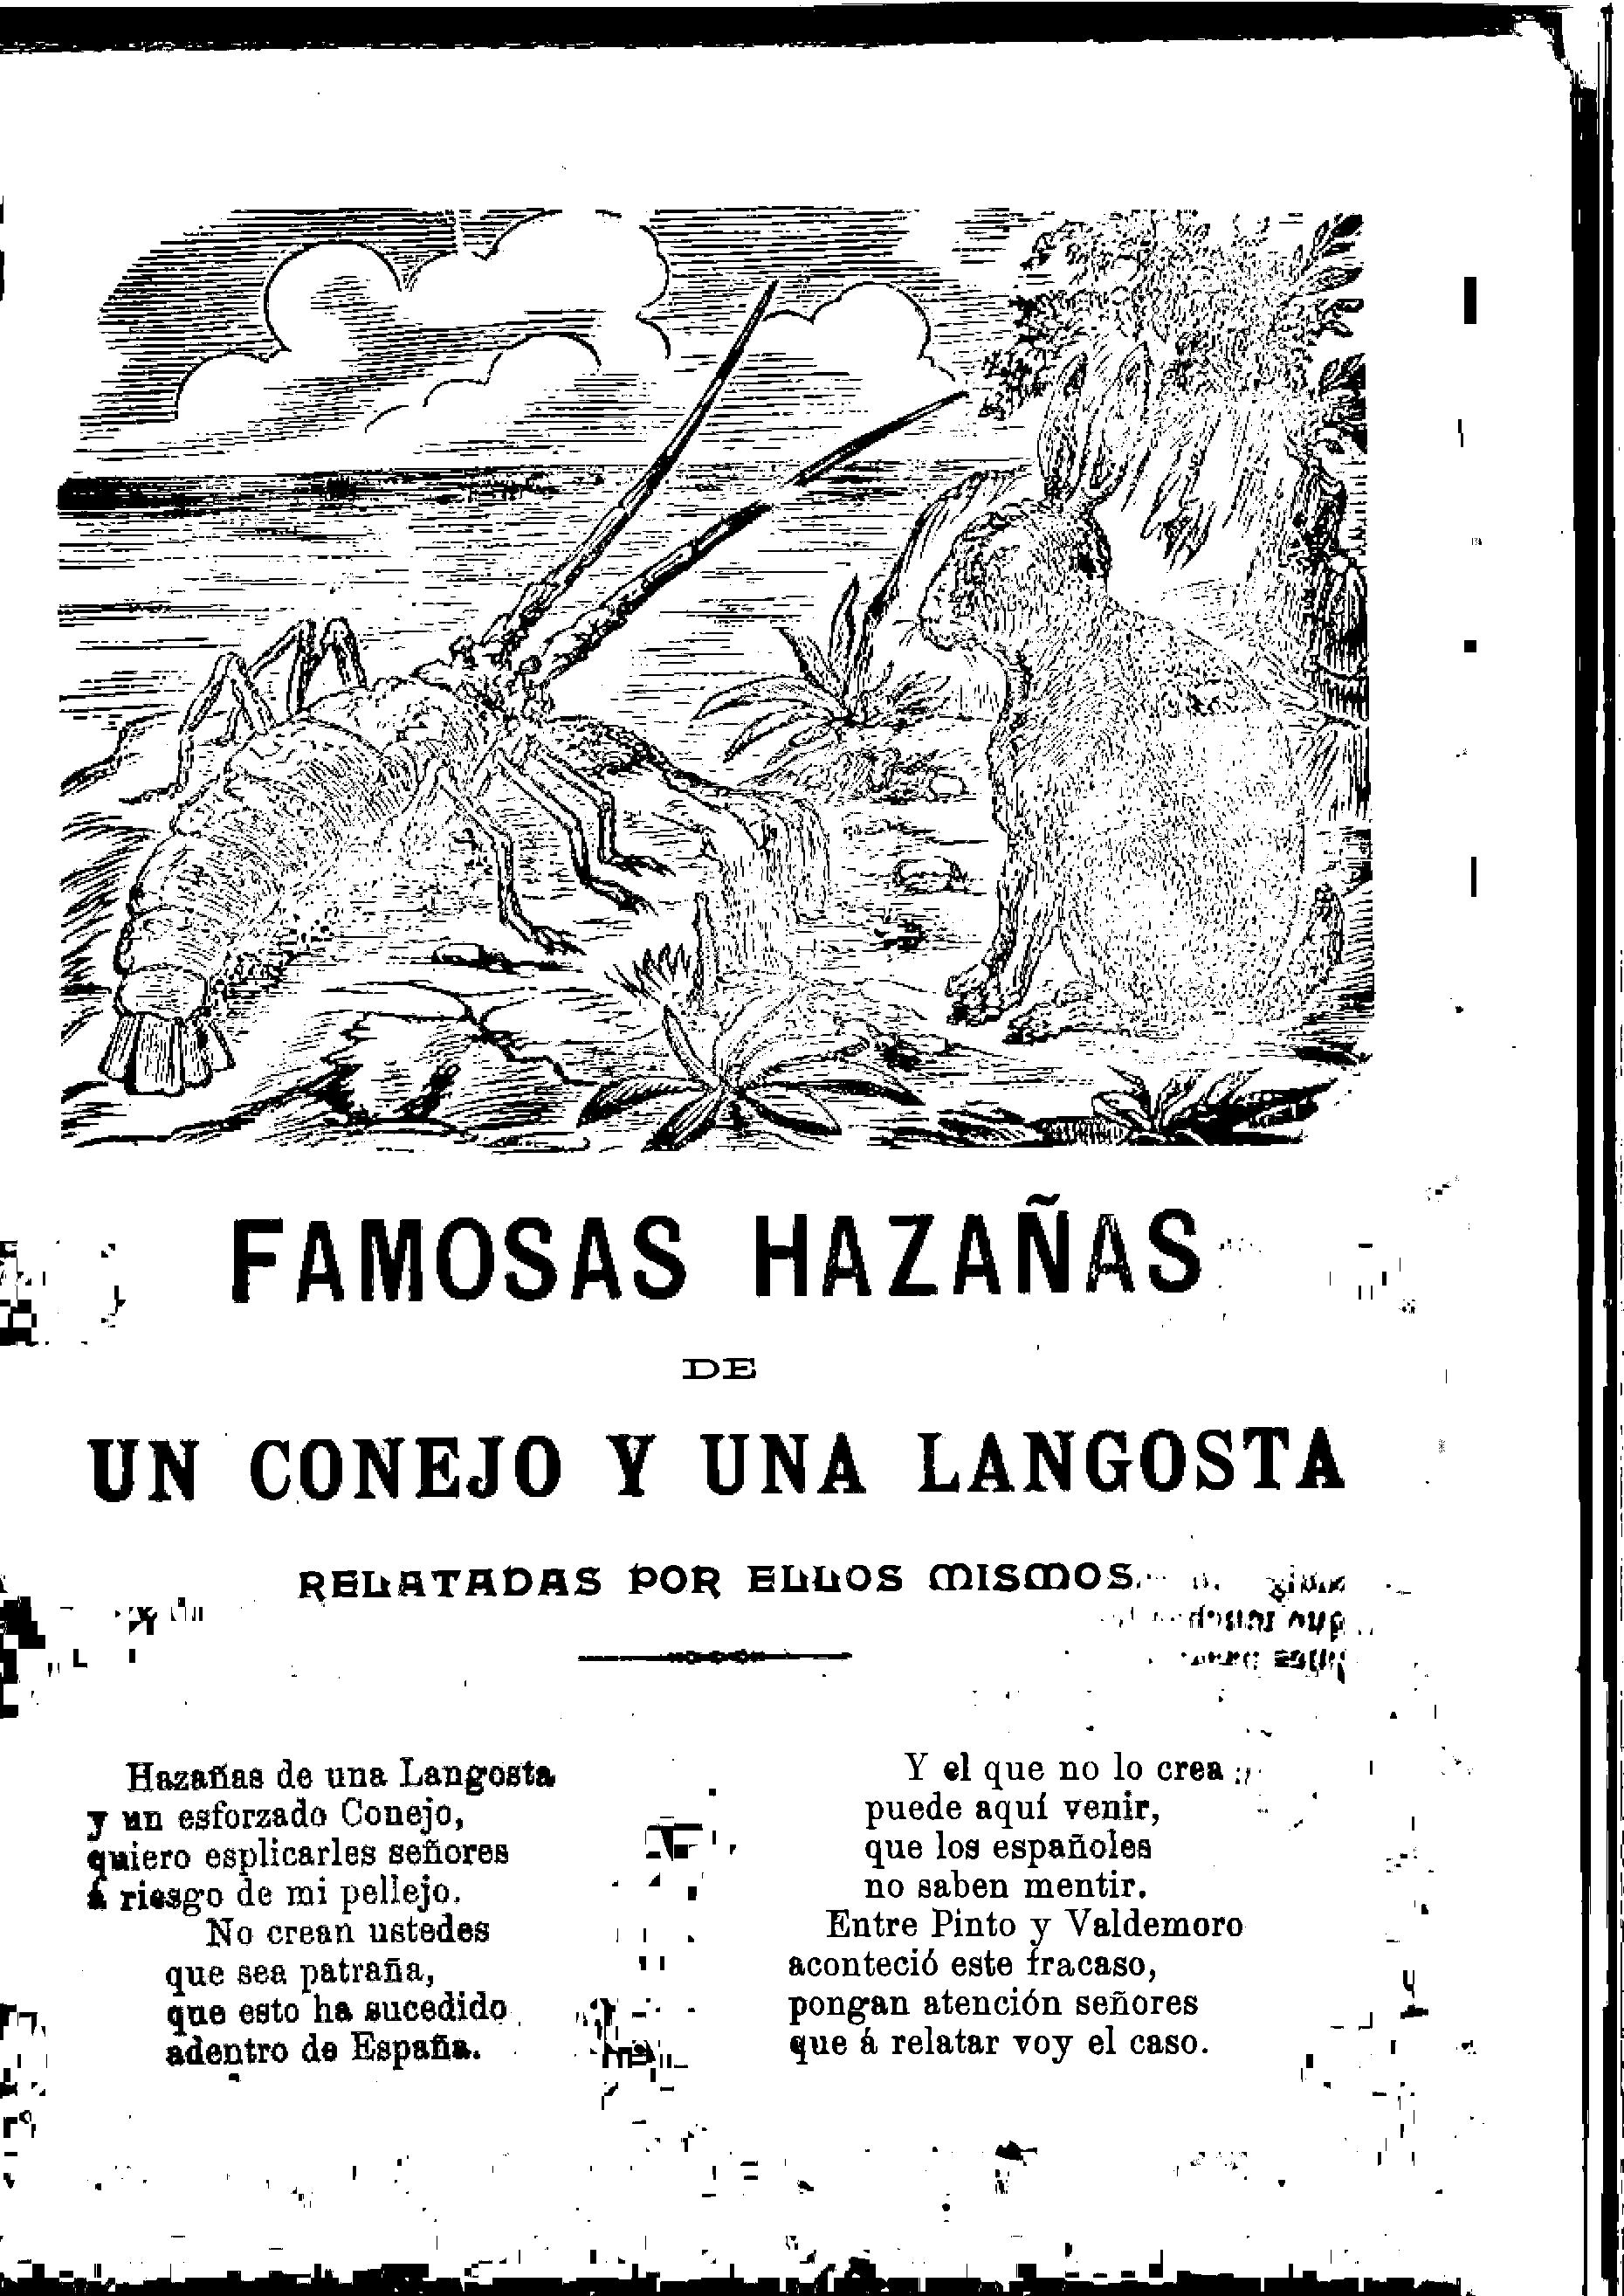 FAMOSAS HAZAÑAS
DE
UN CONEJO Y UNA LANGOSTA
RELATADAS POR ELLOS MISMOS.
Hazañas de una Langosta
y un esforzado Conejo,
quiero esplicarles señores
á riesgo de mi pellejo.
No crean ustedes
que sea patraña,
que esto ha sucedido
adentro de España.
Y el que no lo crea
puede aquí venir,
que los españoles
no saben mentir.
Entre Pinto y Valdemoro
aconteció este fracaso,
pongan atención señores
que á relatar voy el caso.